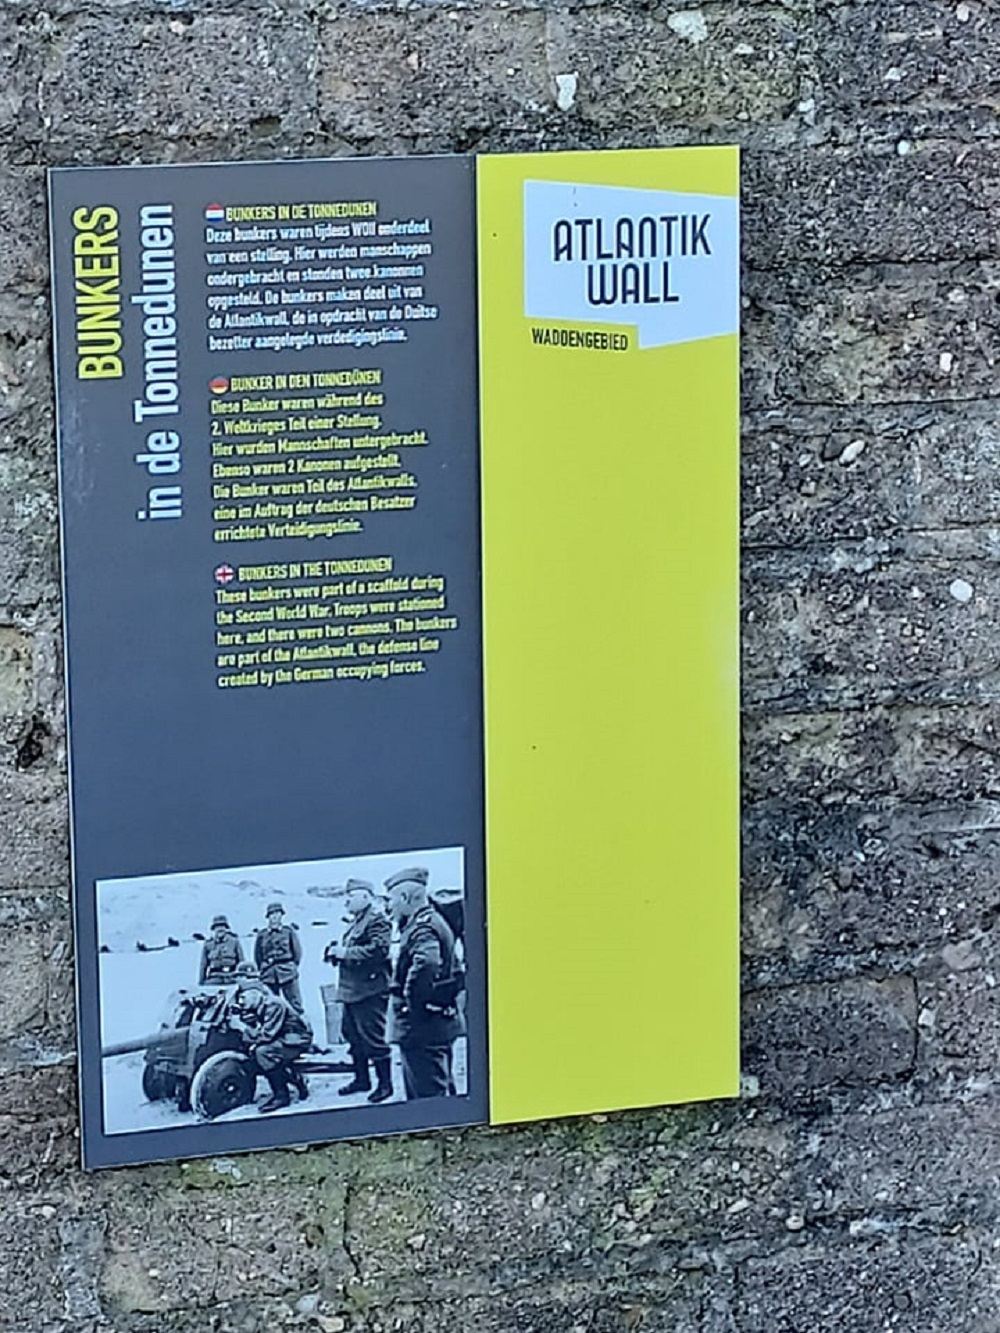 BUNKERS
in de Tonnedunen
BUNKERS IN DE TONNEDUNEN
Deze bunkers waren tijdens WOII onderdeel
van een stelling. Hier werden manschappen
ondergebracht en stonden twee kanonnen
opgesteld. De bunkers maken deel uit van
de Atlantikwall, de in opdracht van de Duitse
bezetter aangelegde verdedigingslinie.
BUNKER IN DEN TONNEDÜNEN
Diese Bunker waren während des
2. Weltkrieges Teil einer Stellung.
Hier wurden Mannschaften untergebracht.
Ebenso waren 2 Kanonen aufgestellt.
Die Bunker waren Teil des Atlantikwalls,
eine im Auftrag der deutschen Besatzer
errichtete Verteidigungslinie.
BUNKERS IN THE TONNEDUNEN
These bunkers were part of a scaffold during
the Second World War. Troops were stationed
here, and there were two cannons. The bunkers
are part of the Atlantikwall, the defense line
created by the German occupying forces.
ATLANTIK
WALL
WADDENGEBIED